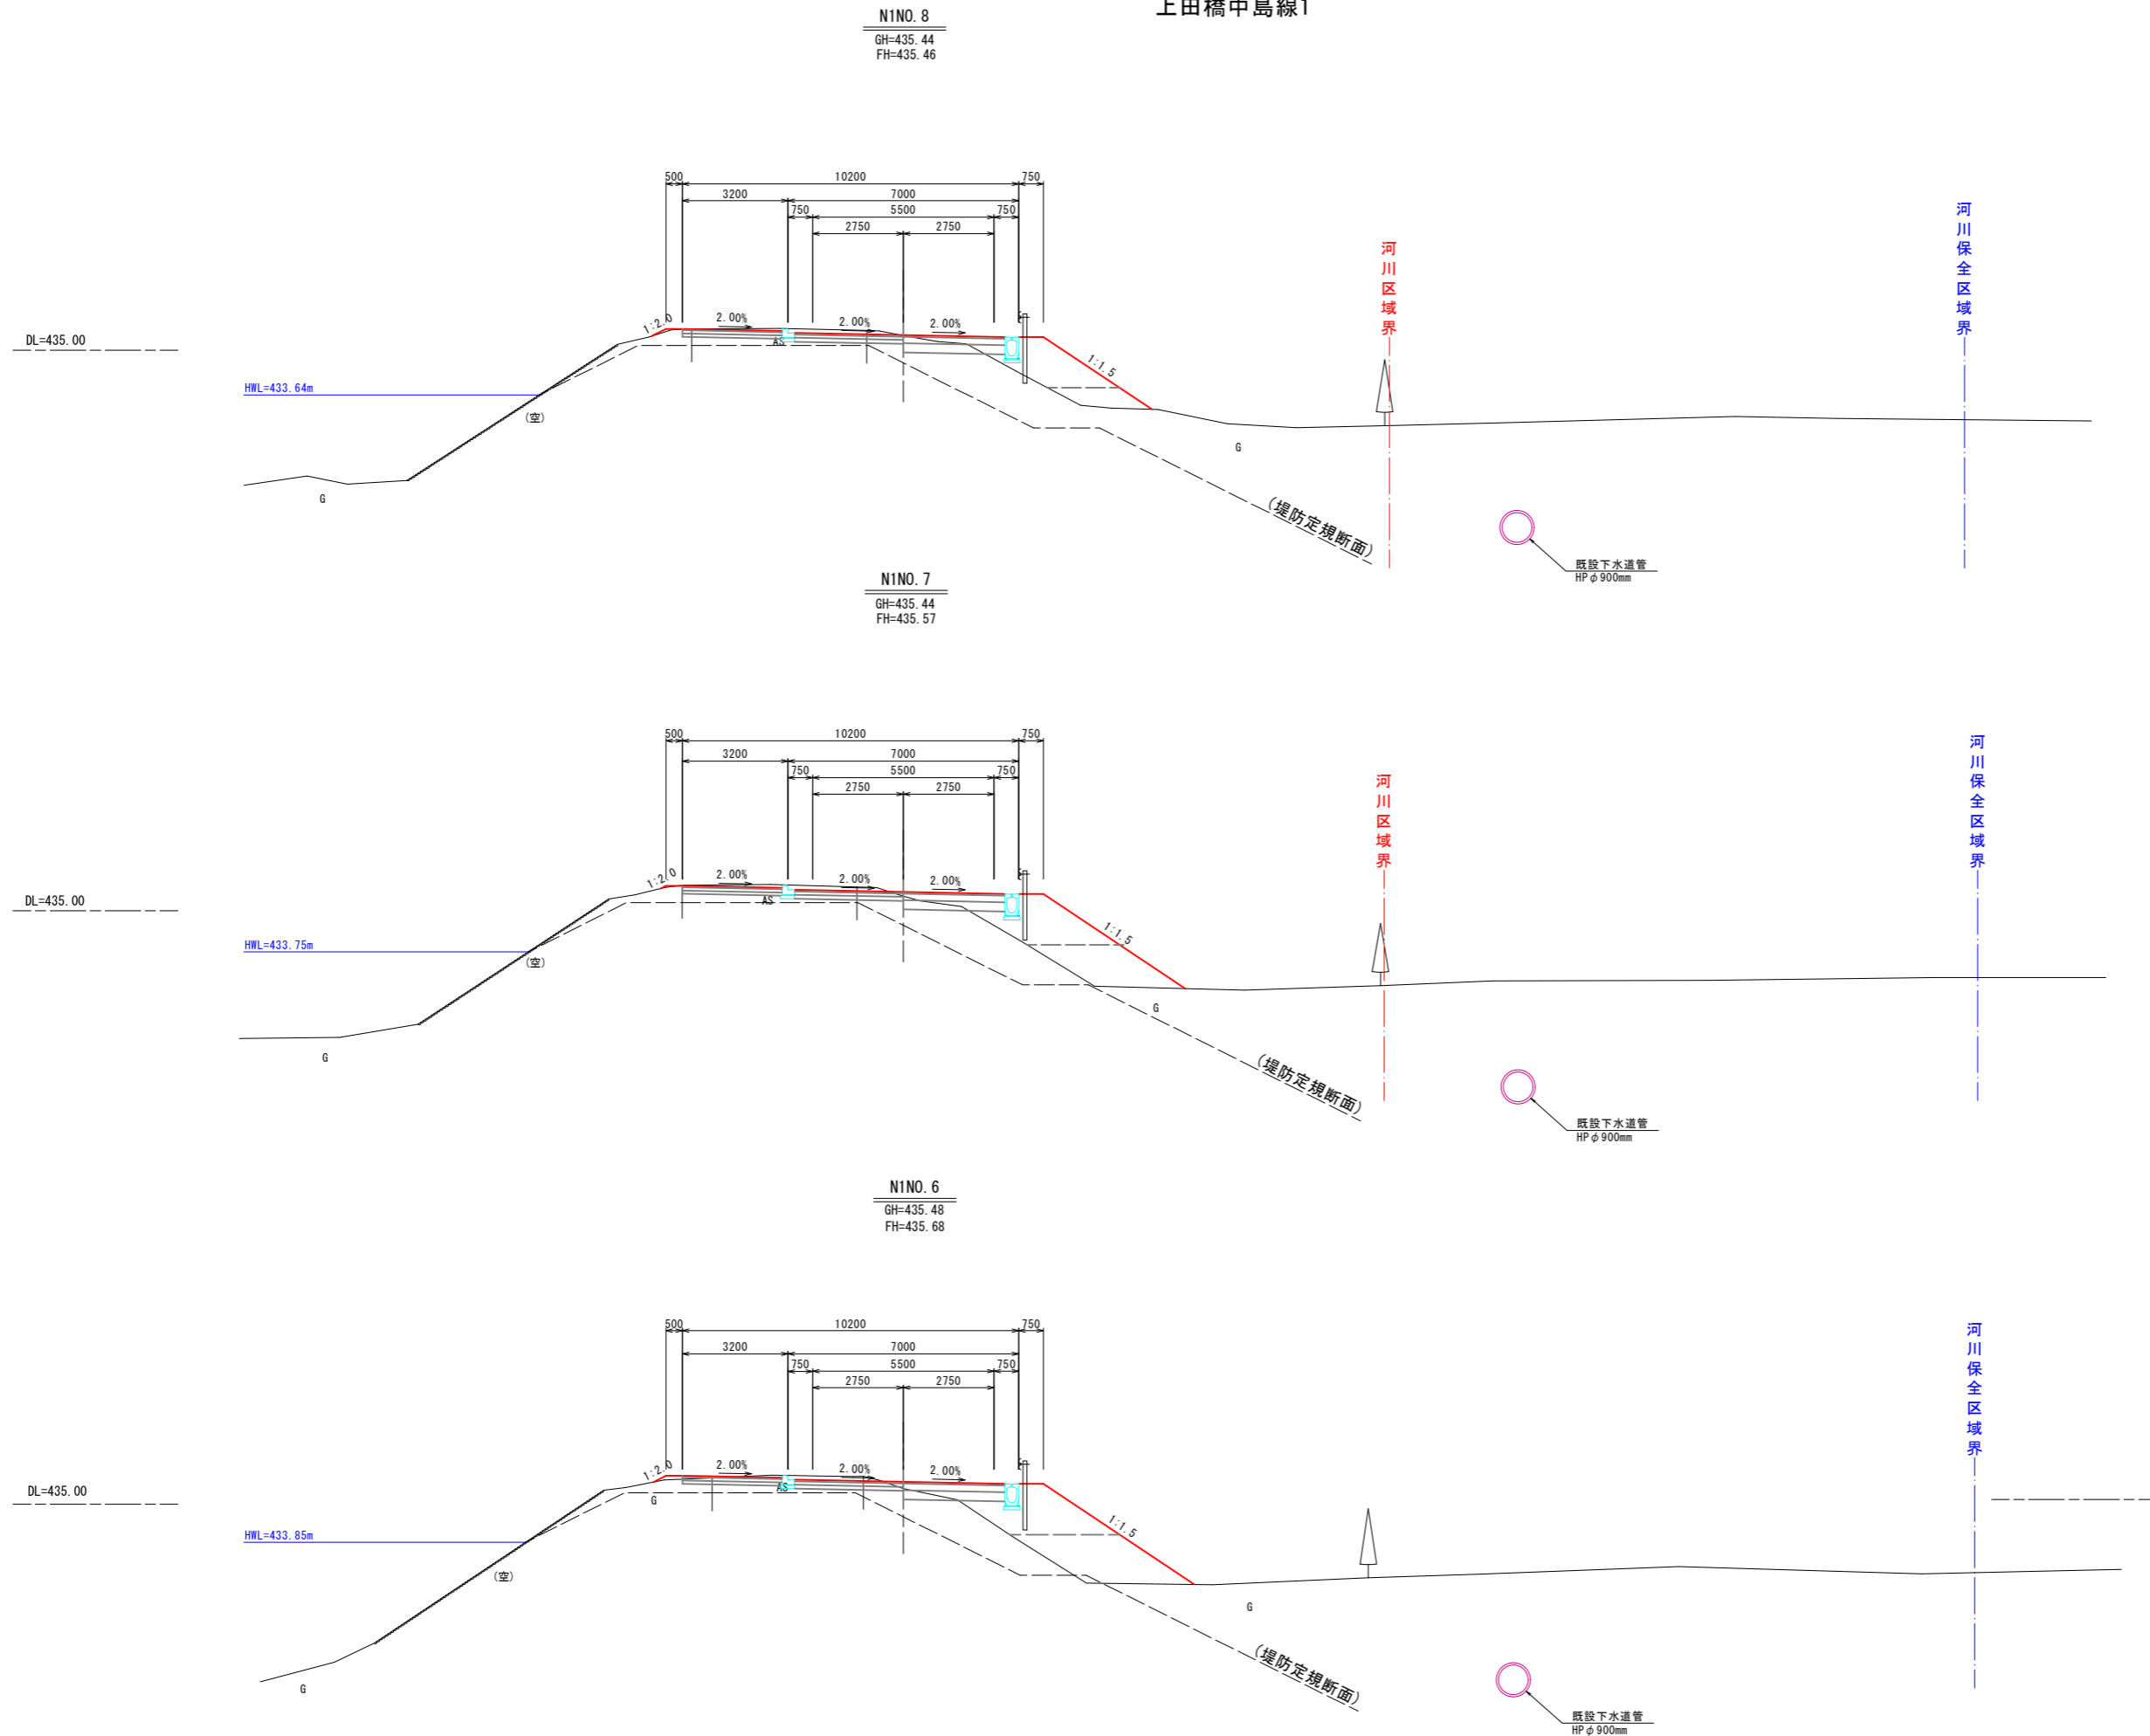 上田橋中島線1
N1NO.8
GH=435.44
FH=435.46
500 10200 750
3200 7000
750 5500 750
2750 2750
河川区域界
河川保全区域界
DL=435.00
1:2.0 2.00% 2.00% 2.00%
AS
1:1.5
HWL=433.64m
(空)
G
G
(堤防定規断面)
既設下水道管
HPφ900mm
N1NO.7
GH=435.44
FH=435.57
500 10200 750
3200 7000
750 5500 750
2750 2750
河川区域界
河川保全区域界
DL=435.00
1:2.0 2.00% 2.00% 2.00%
AS
1:1.5
HWL=433.75m
(空)
G
G
(堤防定規断面)
既設下水道管
HPφ900mm
N1NO.6
GH=435.48
FH=435.68
500 10200 750
3200 7000
750 5500 750
2750 2750
河川保全区域界
DL=435.00
1:2.0 2.00% 2.00% 2.00%
AS
G
1:1.5
HWL=433.85m
(空)
G
G
(堤防定規断面)
既設下水道管
HPφ900mm